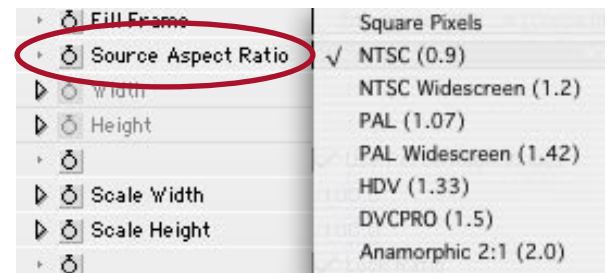 Fill Frame
Source Aspect Ratio
Width
Height
Scale Width
Scale Height
Square Pixels
√ NTSC (0.9)
NTSC Widescreen (1.2)
PAL (1.07)
PAL Widescreen (1.42)
HDV (1.33)
DVCPRO (1.5)
Anamorphic 2:1 (2.0)